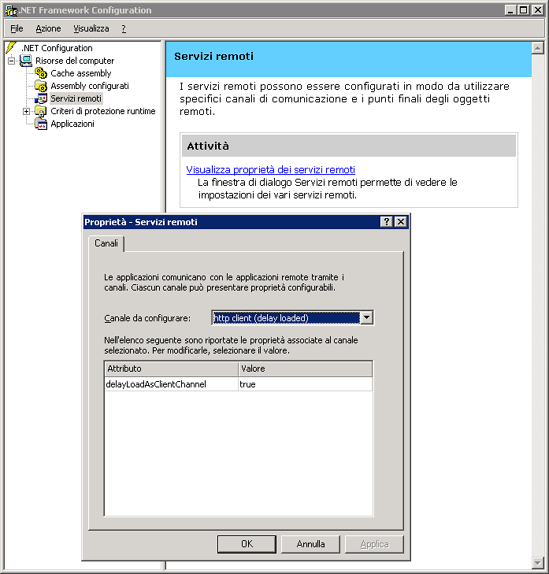 .NET Framework Configuration
File Azione Visualizza ?
.NET Configuration
Risorse del computer
Cache assembly
Assembly configurati
Servizi remoti
Criteri di protezione runtime
Applicazioni
Servizi remoti
I servizi remoti possono essere configurati in modo da utilizzare
specifici canali di comunicazione e i punti finali degli oggetti
remoti.
Attività
Visualizza proprietà dei servizi remoti
La finestra di dialogo Servizi remoti permette di vedere le
impostazioni dei vari servizi remoti.
Proprietà - Servizi remoti
Canali
Le applicazioni comunicano con le applicazioni remote tramite i
canali. Ciascun canale può presentare proprietà configurabili.
Canale da configurare: http client (delay loaded)
Nell'elenco seguente sono riportate le proprietà associate al canale
selezionato. Per modificarle, selezionare il valore.
Attributo Valore
delayLoadAsClientChannel true
OK Annulla Applica